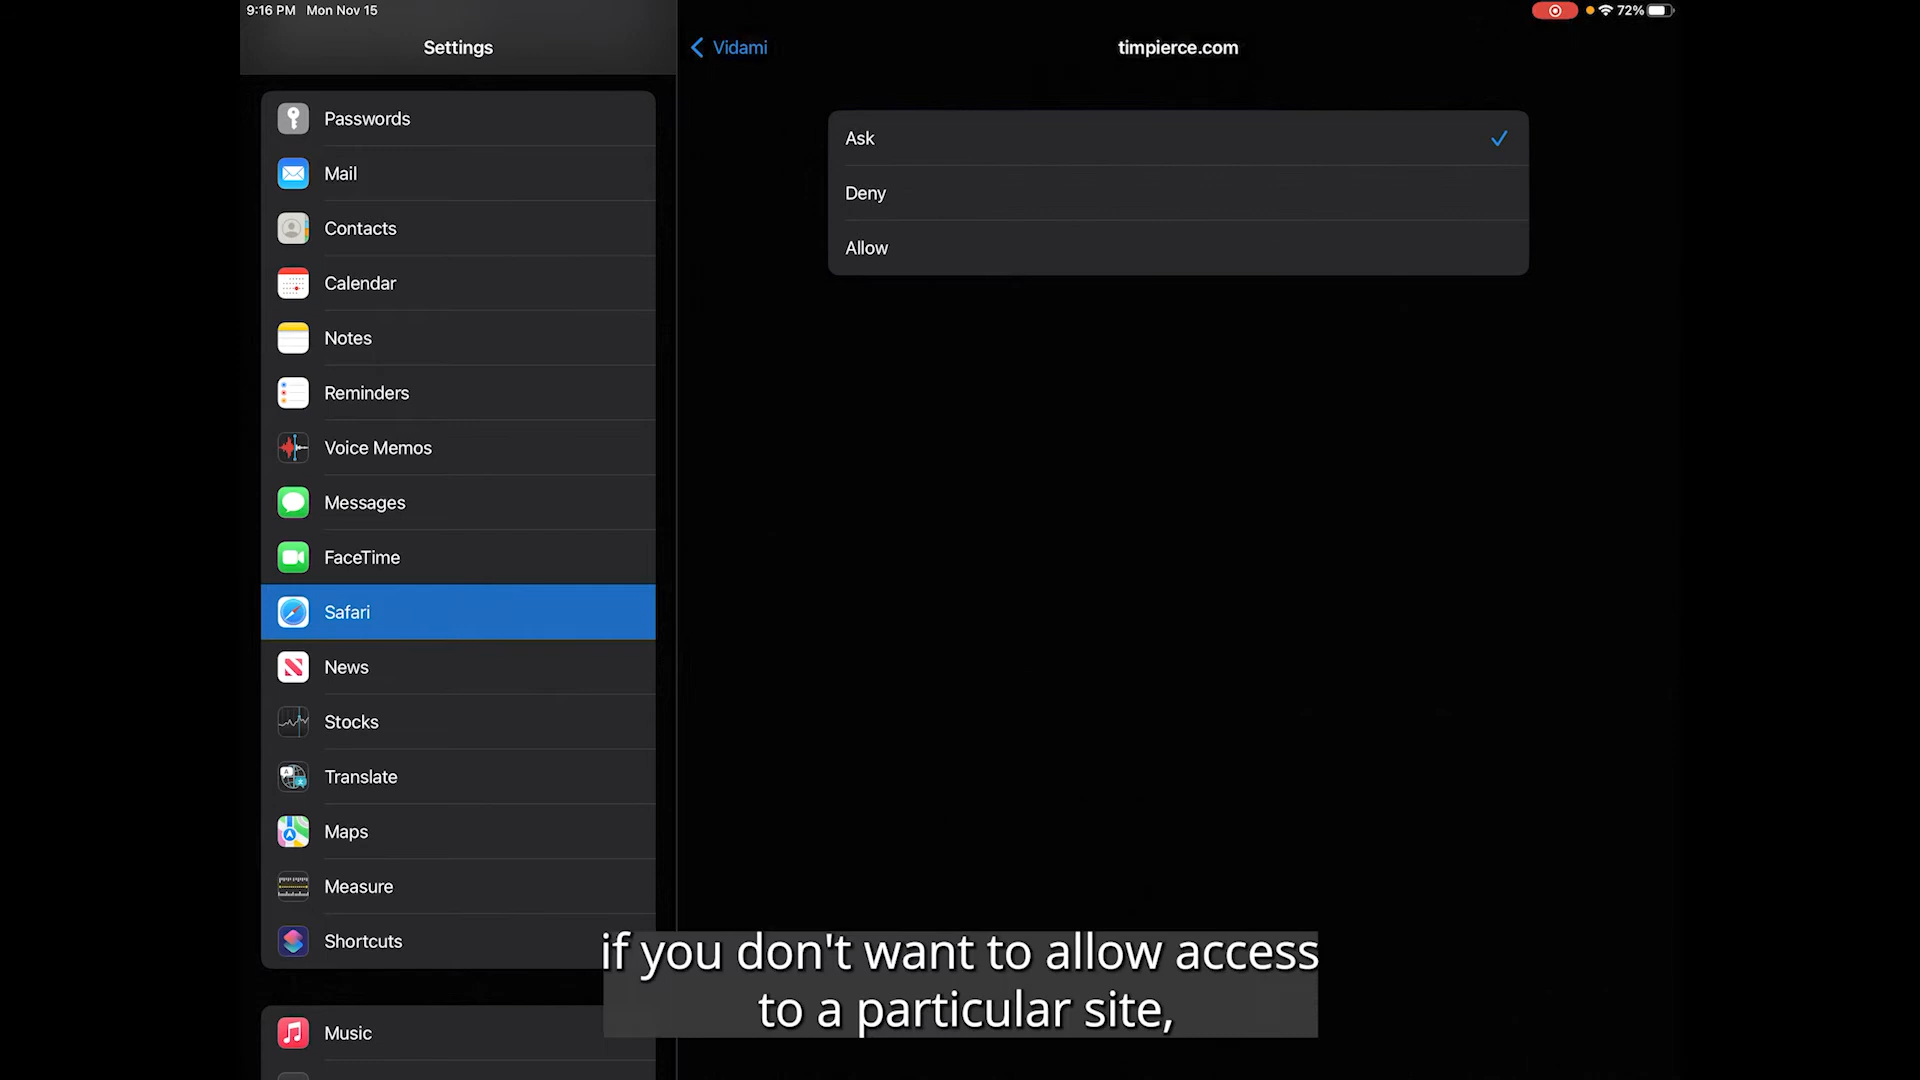 9:16 PM Mon Nov 15
72%
Settings
Vidami
timpierce.com
Passwords
Mail
Contacts
Calendar
Notes
Reminders
Voice Memos
Messages
FaceTime
Safari
News
Stocks
Translate
Maps
Measure
Shortcuts
Music
Ask
Deny
Allow
if you don't want to allow access
to a particular site,